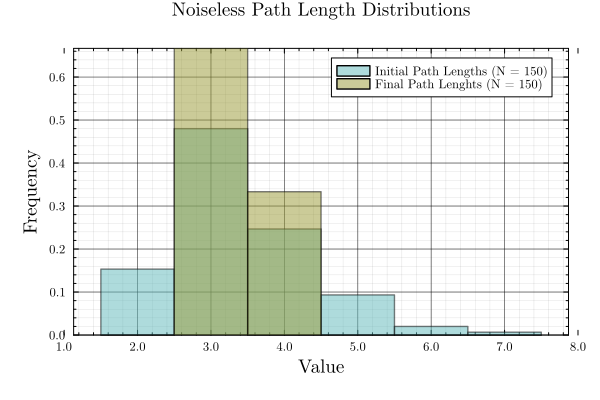 Noiseless Path Length Distributions
Initial Path Lengths (N = 150)
Final Path Lenghts (N = 150)
Frequency
0.6
0.5
0.4
0.3
0.2
0.1
0.0
1.0 2.0 3.0 4.0 5.0 6.0 7.0 8.0
Value